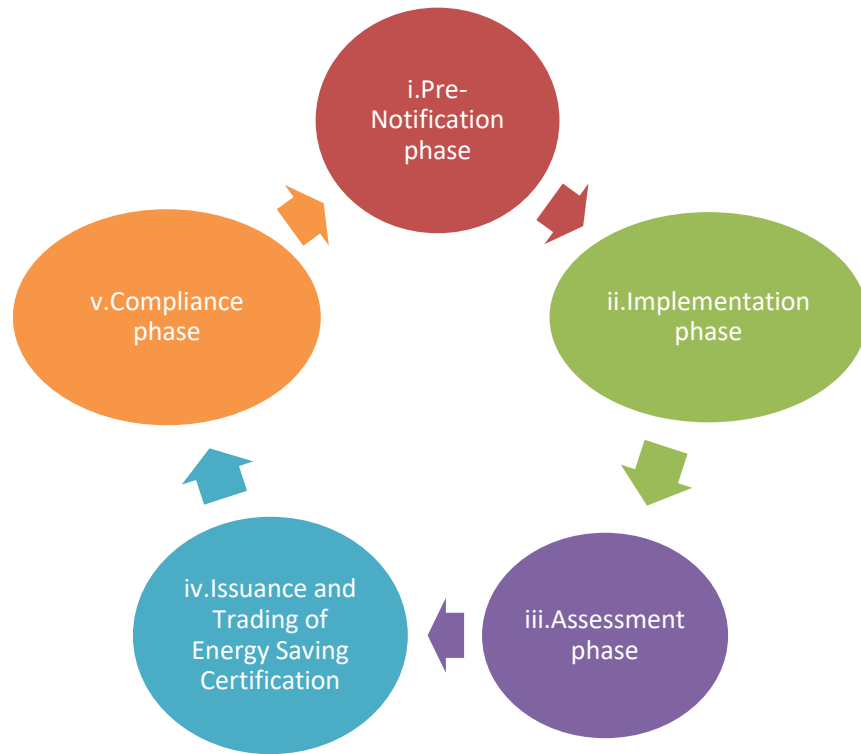 i.Pre-
Notification
phase
ii.Implementation
phase
iii.Assessment
phase
iv.Issuance and
Trading of
Energy Saving
Certification
v.Compliance
phase